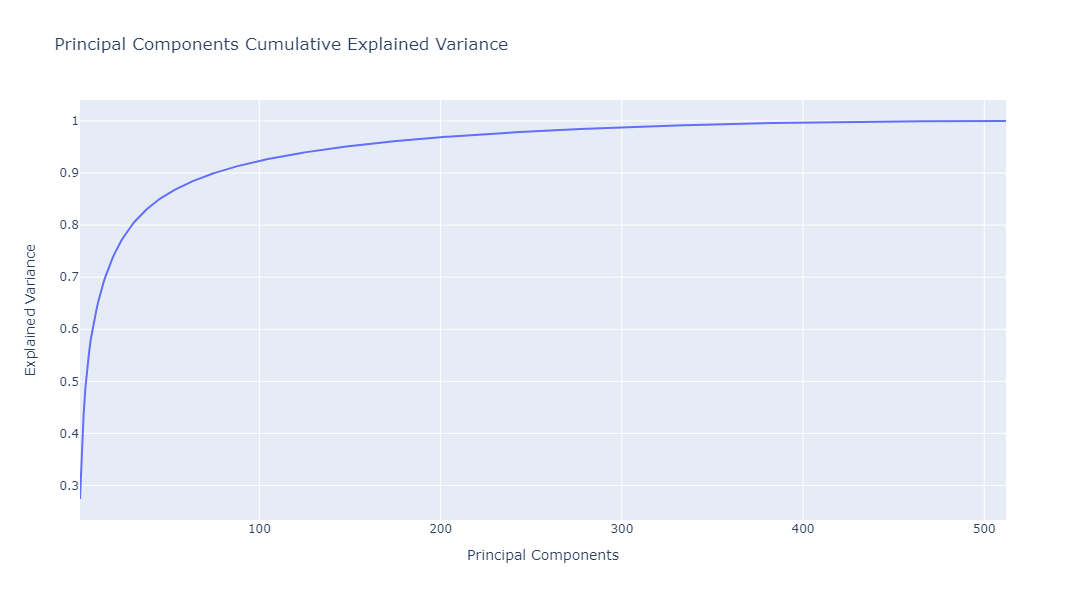 Principal Components Cumulative Explained Variance
1
0.9
0.8
0.7
0.6
0.5
0.4
0.3
Explained Variance
100 200 300 400 500
Principal Components